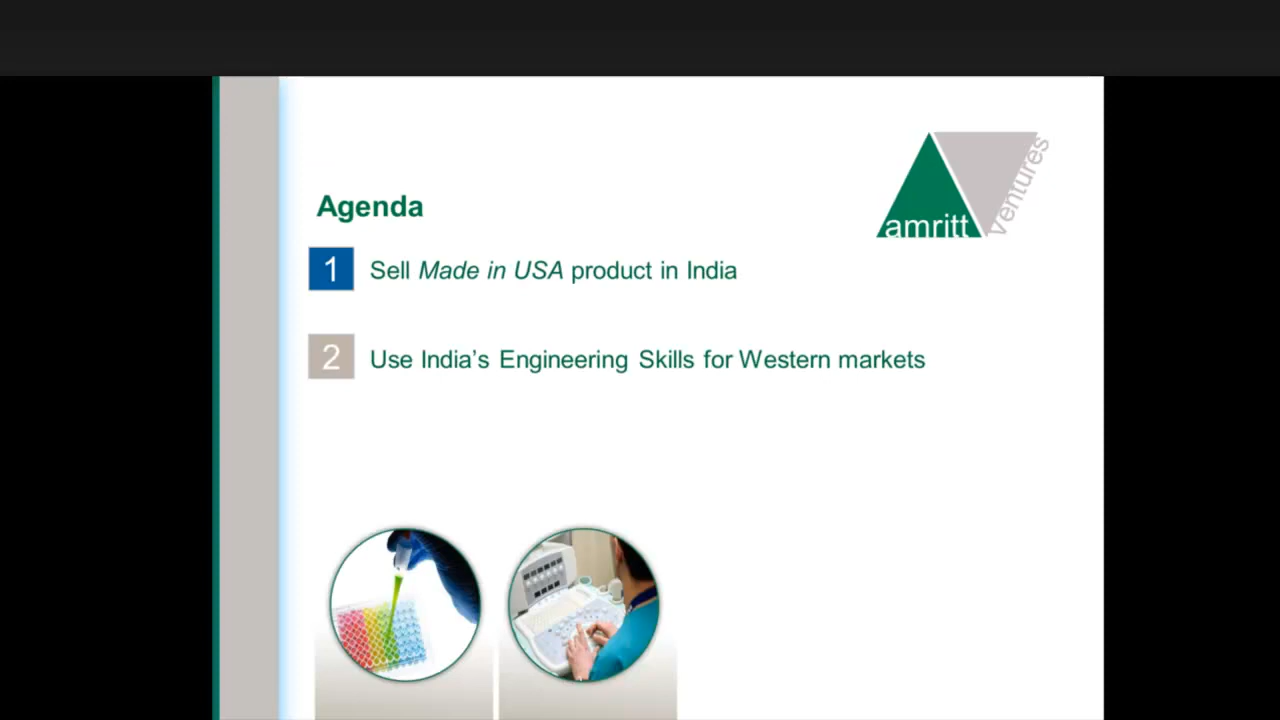 amritt
ventures
Agenda
1 Sell Made in USA product in India
2 Use India’s Engineering Skills for Western markets